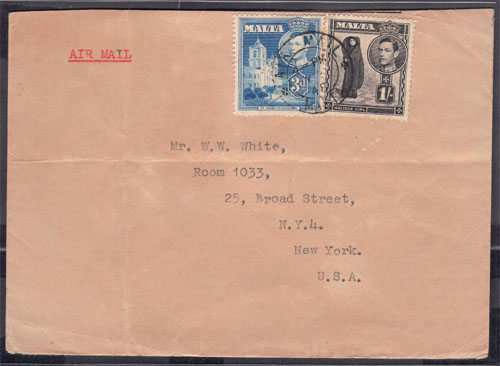 MALTA
MALTA
3d
1/-
AIR MAIL
Mr. W.W. White,
Room 1033,
25, Broad Street,
N.Y.4.
New York.
U.S.A.